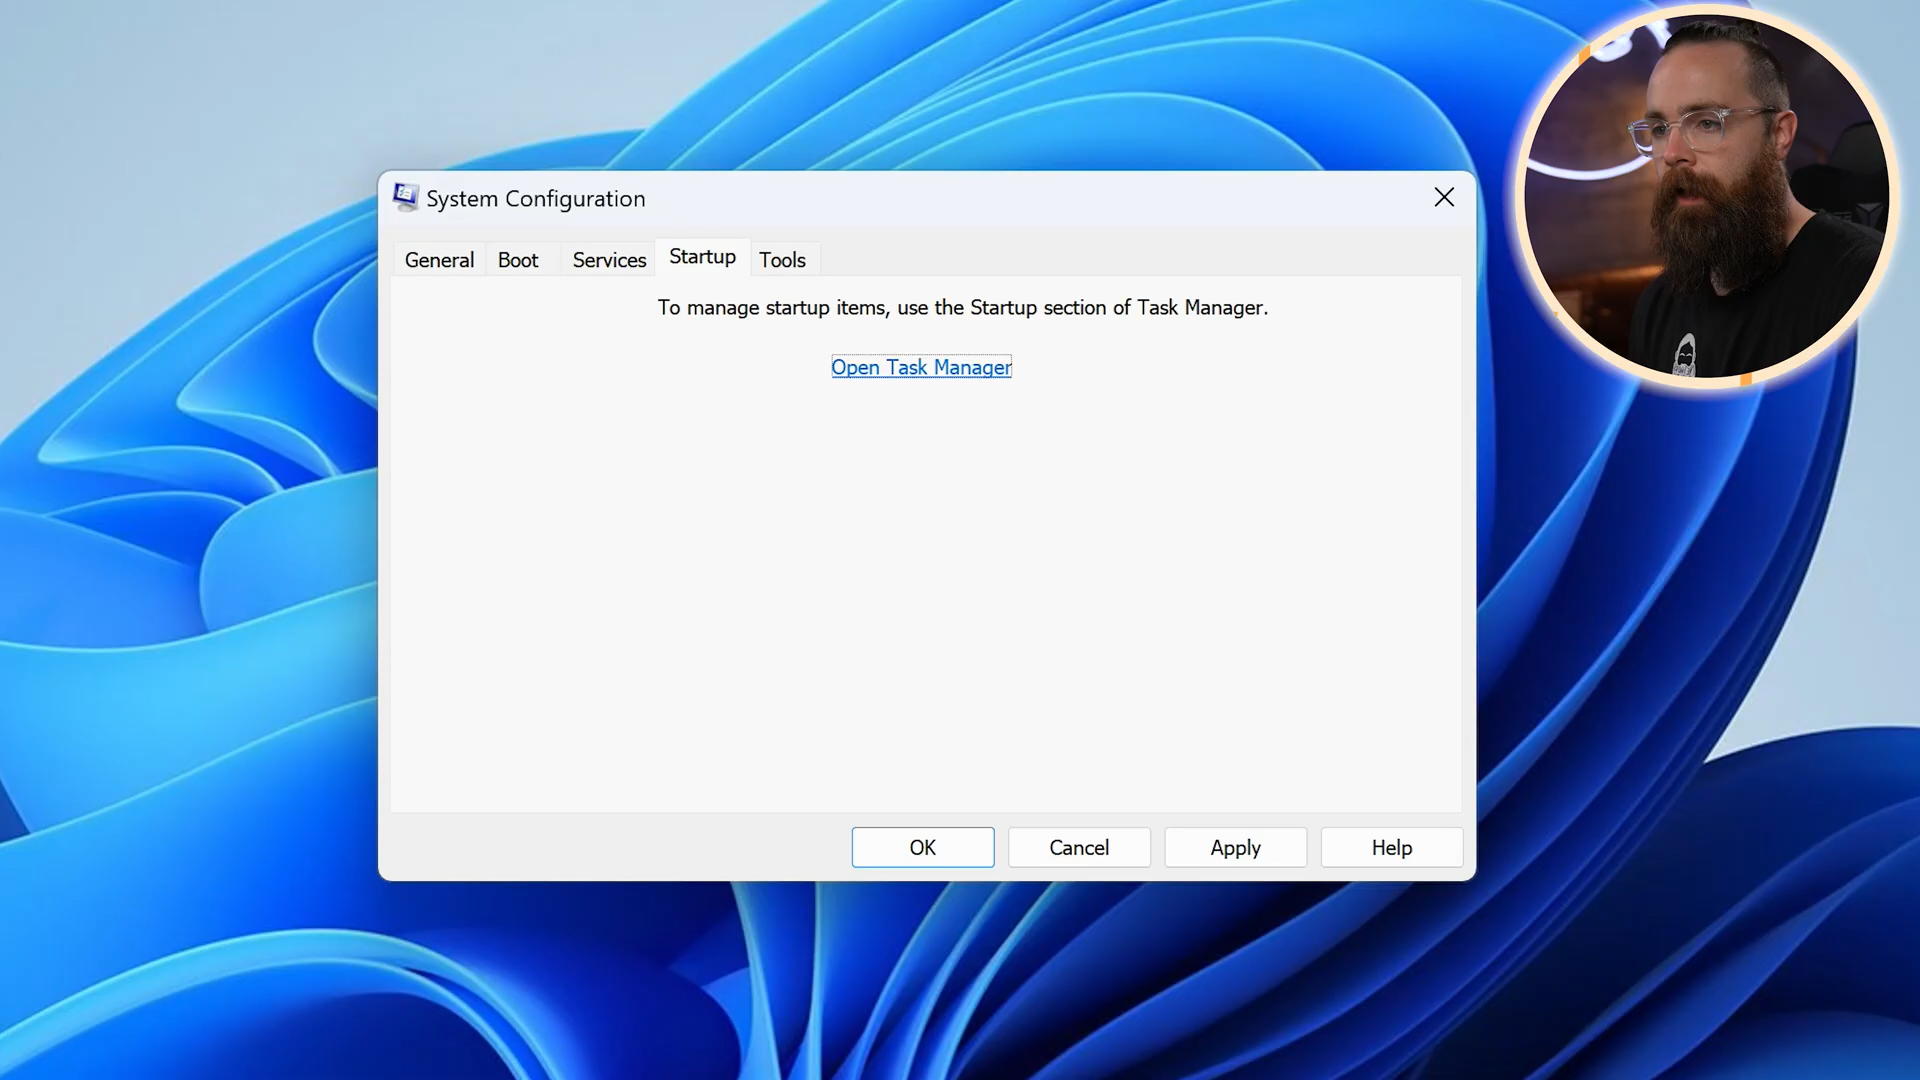 System Configuration
General
Boot
Services
Startup
Tools
To manage startup items, use the Startup section of Task Manager.
Open Task Manager
OK
Cancel
Apply
Help